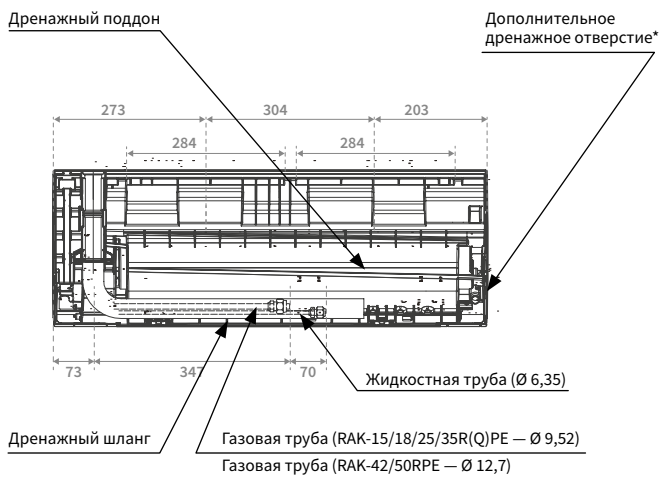 Дренажный поддон
Дополнительное
дренажное отверстие*
273 304 203
284 284
73 347 70
Жидкостная труба (Ø 6,35)
Дренажный шланг
Газовая труба (RAK-15/18/25/35R(Q)PE — Ø 9,52)
Газовая труба (RAK-42/50RPE — Ø 12,7)